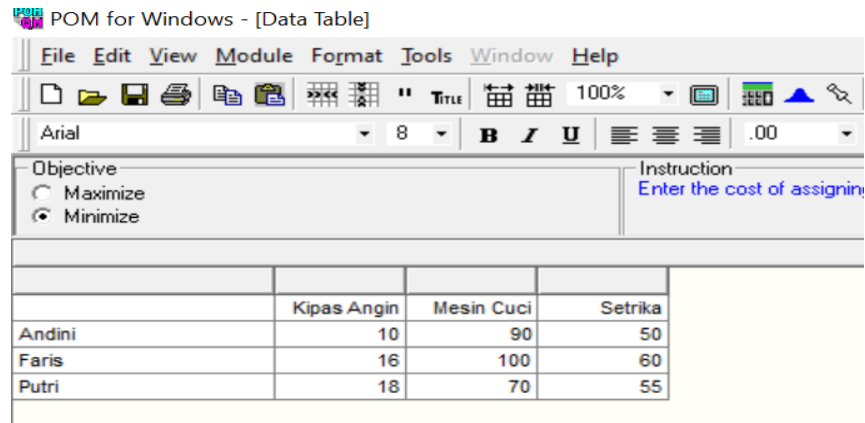 POM for Windows - [Data Table]
File Edit View Module Format Tools Window Help
TITLE 100%
Arial 8 B I U .00
Objective
Maximize
Minimize
Instruction
Enter the cost of assigning
Kipas Angin Mesin Cuci Setrika
Andini 10 90 50
Faris 16 100 60
Putri 18 70 55